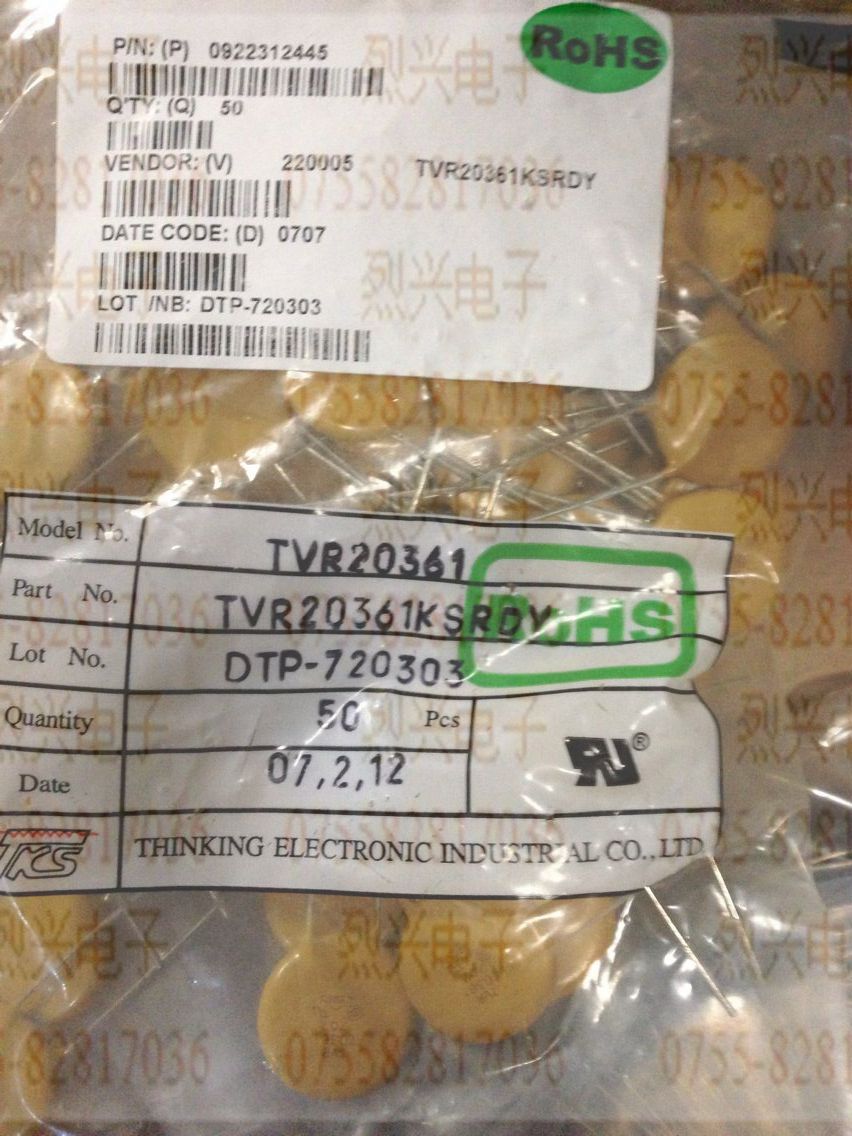 P/N: (P) 0922312445
RoHS
Q'TY: (Q) 50
VENDOR: (V) 220005 TVR20361KSRDY
DATE CODE: (D) 0707
LOT /NB: DTP-720303
Model No. TVR20361
Part No. TVR20361KSRDY
RoHS
Lot No. DTP-720303
Quantity 50 Pcs
Date 07,2,12
TKS THINKING ELECTRONIC INDUSTRIAL CO.,LTD
烈兴电子
0755-82817036